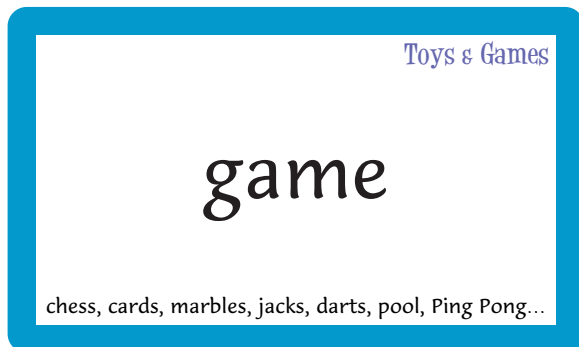 Toys & Games
game
chess, cards, marbles, jacks, darts, pool, Ping Pong...